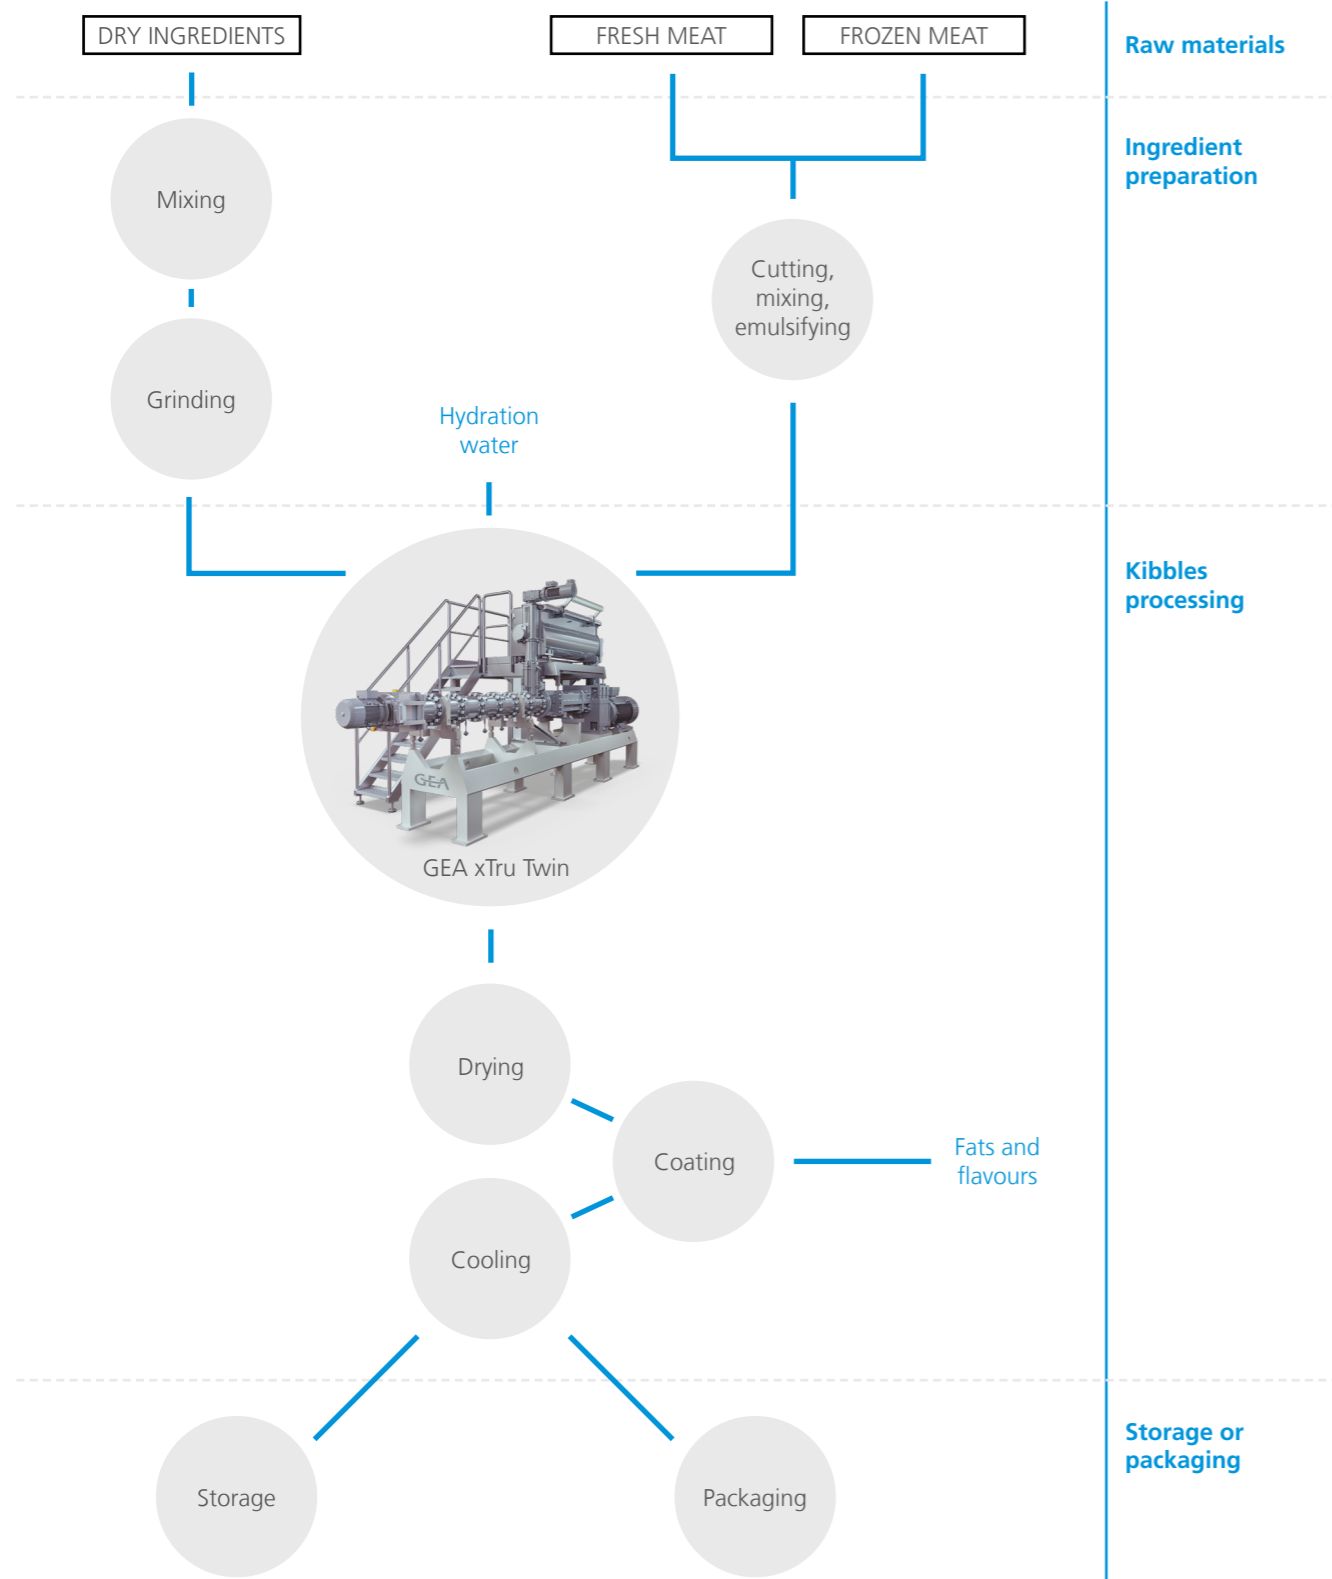 DRY INGREDIENTS
FRESH MEAT
FROZEN MEAT
Raw materials
Ingredient
preparation
Mixing
Cutting,
mixing,
emulsifying
Grinding
Hydration
water
Kibbles
processing
GEA
GEA xTru Twin
Drying
Coating
Fats and
flavours
Cooling
Storage or
packaging
Storage
Packaging